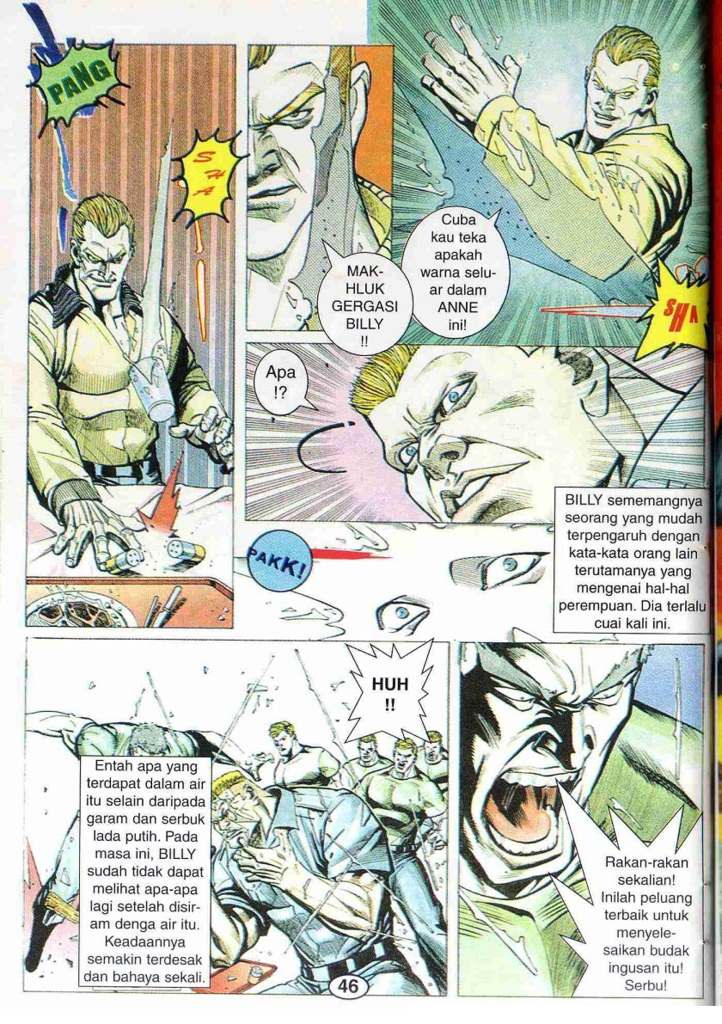 PANG
SHA
MAK-
HLUK
GERGASI
BILLY
!!
Cuba
kau teka
apakah
warna selu-
ar dalam
ANNE
ini!
SHA
Apa
!?
BILLY sememangnya
seorang yang mudah
terpengaruh dengan
kata-kata orang lain
terutamanya yang
mengenai hal-hal
perempuan. Dia terlalu
cuai kali ini.
PAKK!
HUH
!!
Entah apa yang
terdapat dalam air
itu selain daripada
garam dan serbuk
lada putih. Pada
masa ini, BILLY
sudah tidak dapat
melihat apa-apa
lagi setelah disir-
am denga air itu.
Keadaannya
semakin terdesak
dan bahaya sekali.
Rakan-rakan
sekalian!
Inilah peluang
terbaik untuk
menyele-
saikan budak
ingusan itu!
Serbu!
46